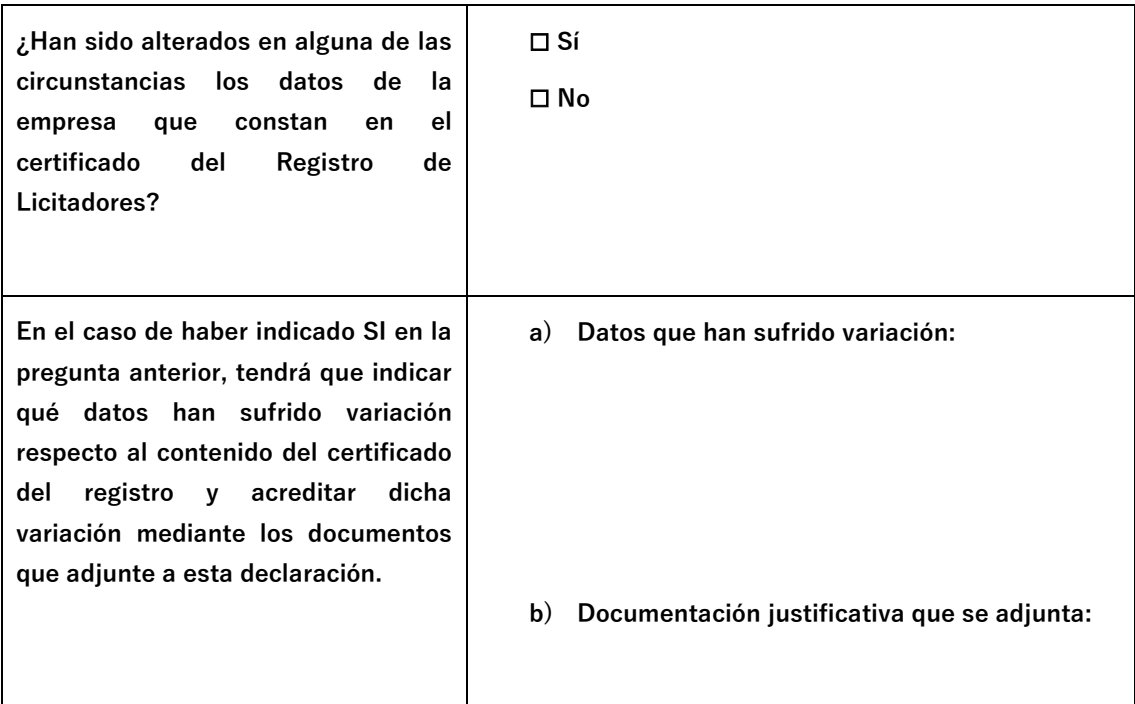 ¿Han sido alterados en alguna de las
circunstancias los datos de la
empresa que constan en el
certificado del Registro de
Licitadores?
☐ Sí
☐ No
En el caso de haber indicado SI en la
pregunta anterior, tendrá que indicar
qué datos han sufrido variación
respecto al contenido del certificado
del registro y acreditar dicha
variación mediante los documentos
que adjunte a esta declaración.
a) Datos que han sufrido variación:
b) Documentación justificativa que se adjunta: